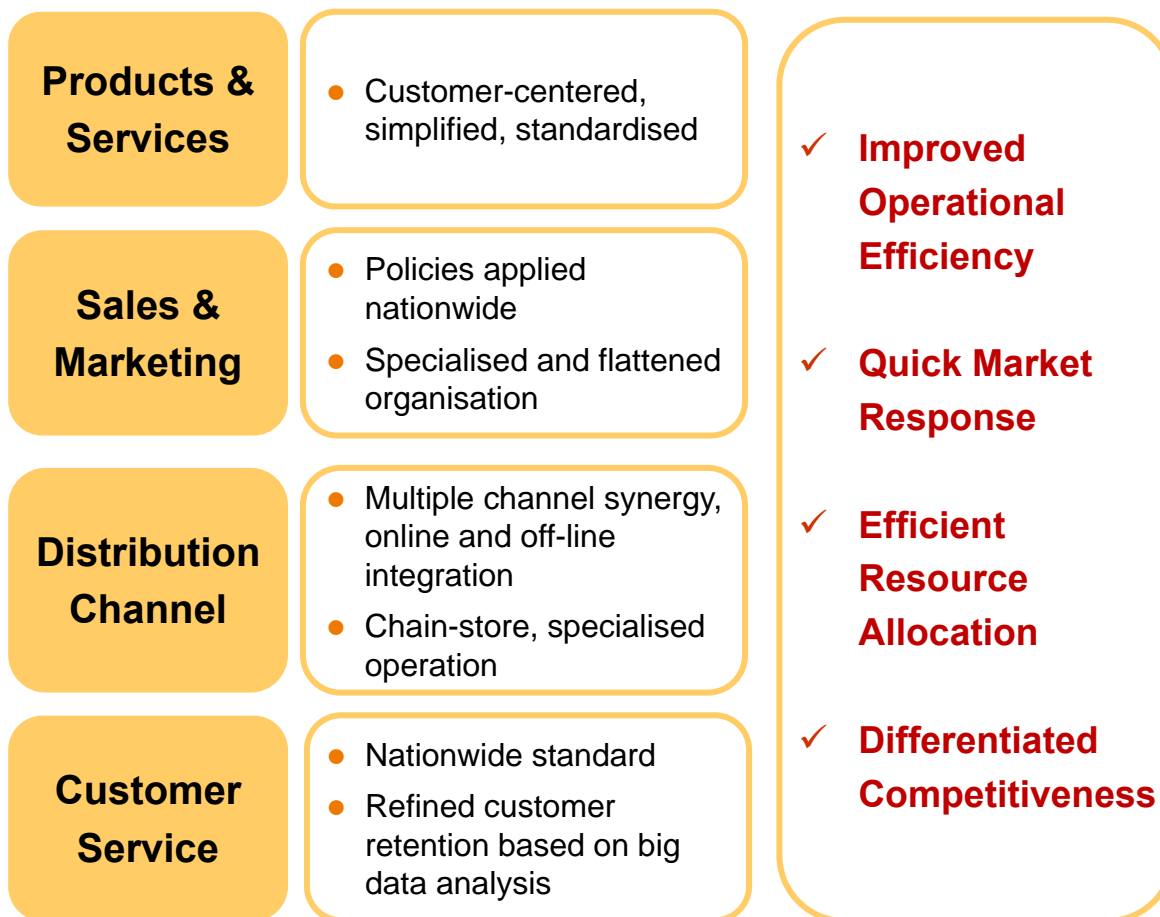 Products &
Services
● Customer-centered,
simplified, standardised
Sales &
Marketing
● Policies applied
nationwide
● Specialised and flattened
organisation
Distribution
Channel
● Multiple channel synergy,
online and off-line
integration
● Chain-store, specialised
operation
Customer
Service
● Nationwide standard
● Refined customer
retention based on big
data analysis
✓ Improved
Operational
Efficiency
✓ Quick Market
Response
✓ Efficient
Resource
Allocation
✓ Differentiated
Competitiveness